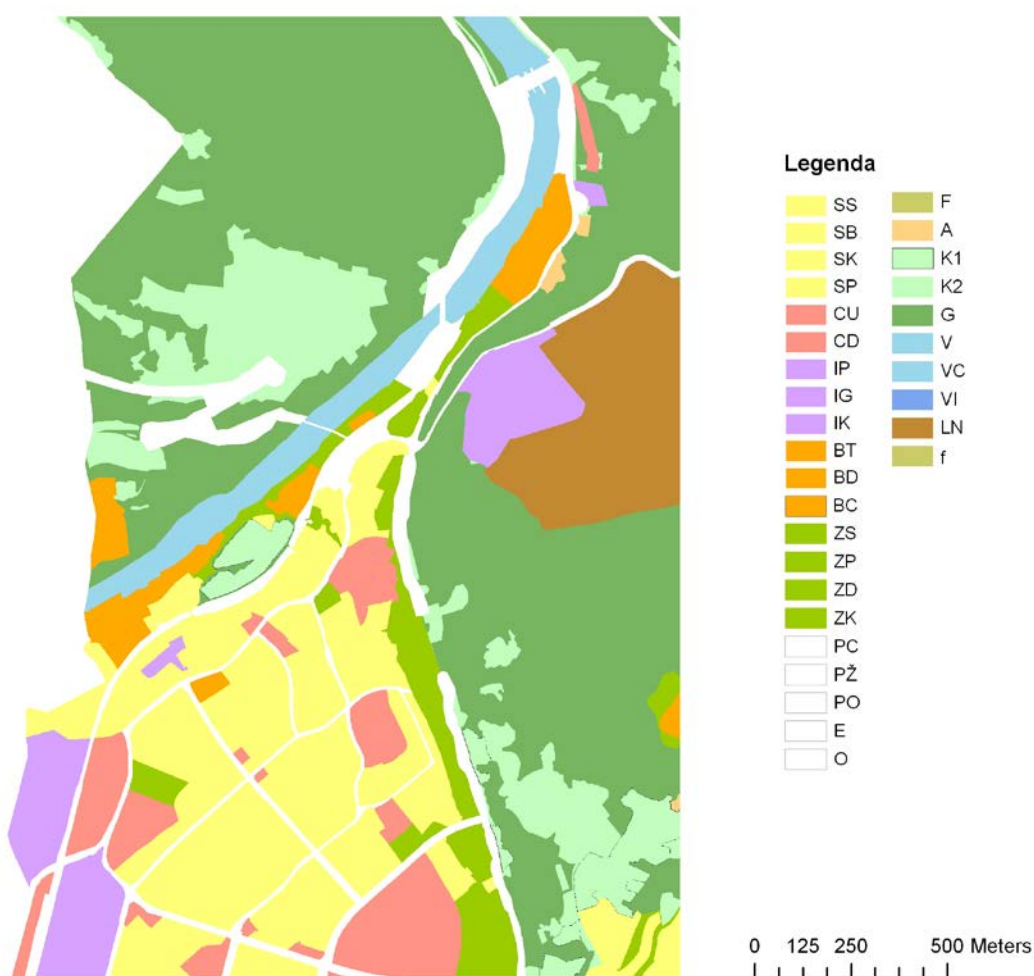 Legenda
SS
SB
SK
SP
CU
CD
IP
IG
IK
BT
BD
BC
ZS
ZP
ZD
ZK
PC
PŽ
PO
E
O
F
A
K1
K2
G
V
VC
VI
LN
f
0 125 250 500 Meters